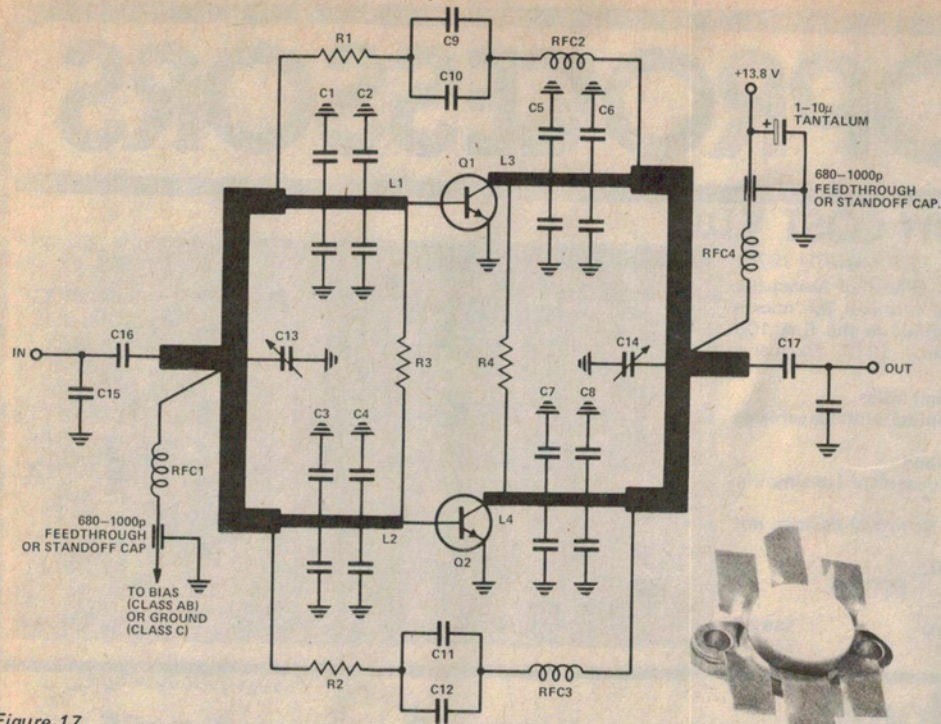 C9
R1
RFC2
C10
+13.8 V
C1
C2
C5
C6
1–10µ
+
TANTALUM
Q1
L3
680–1000p
FEEDTHROUGH
OR STANDOFF CAP.
L1
RFC4
C13
C14
C17
IN
C16
R3
R4
OUT
C15
C3
C4
C7
C8
RFC1
680–1000p
FEEDTHROUGH
OR STANDOFF CAP
L2
L4
Q2
TO BIAS
(CLASS AB)
OR GROUND
(CLASS C)
C11
R2
RFC3
C12
Figure 17